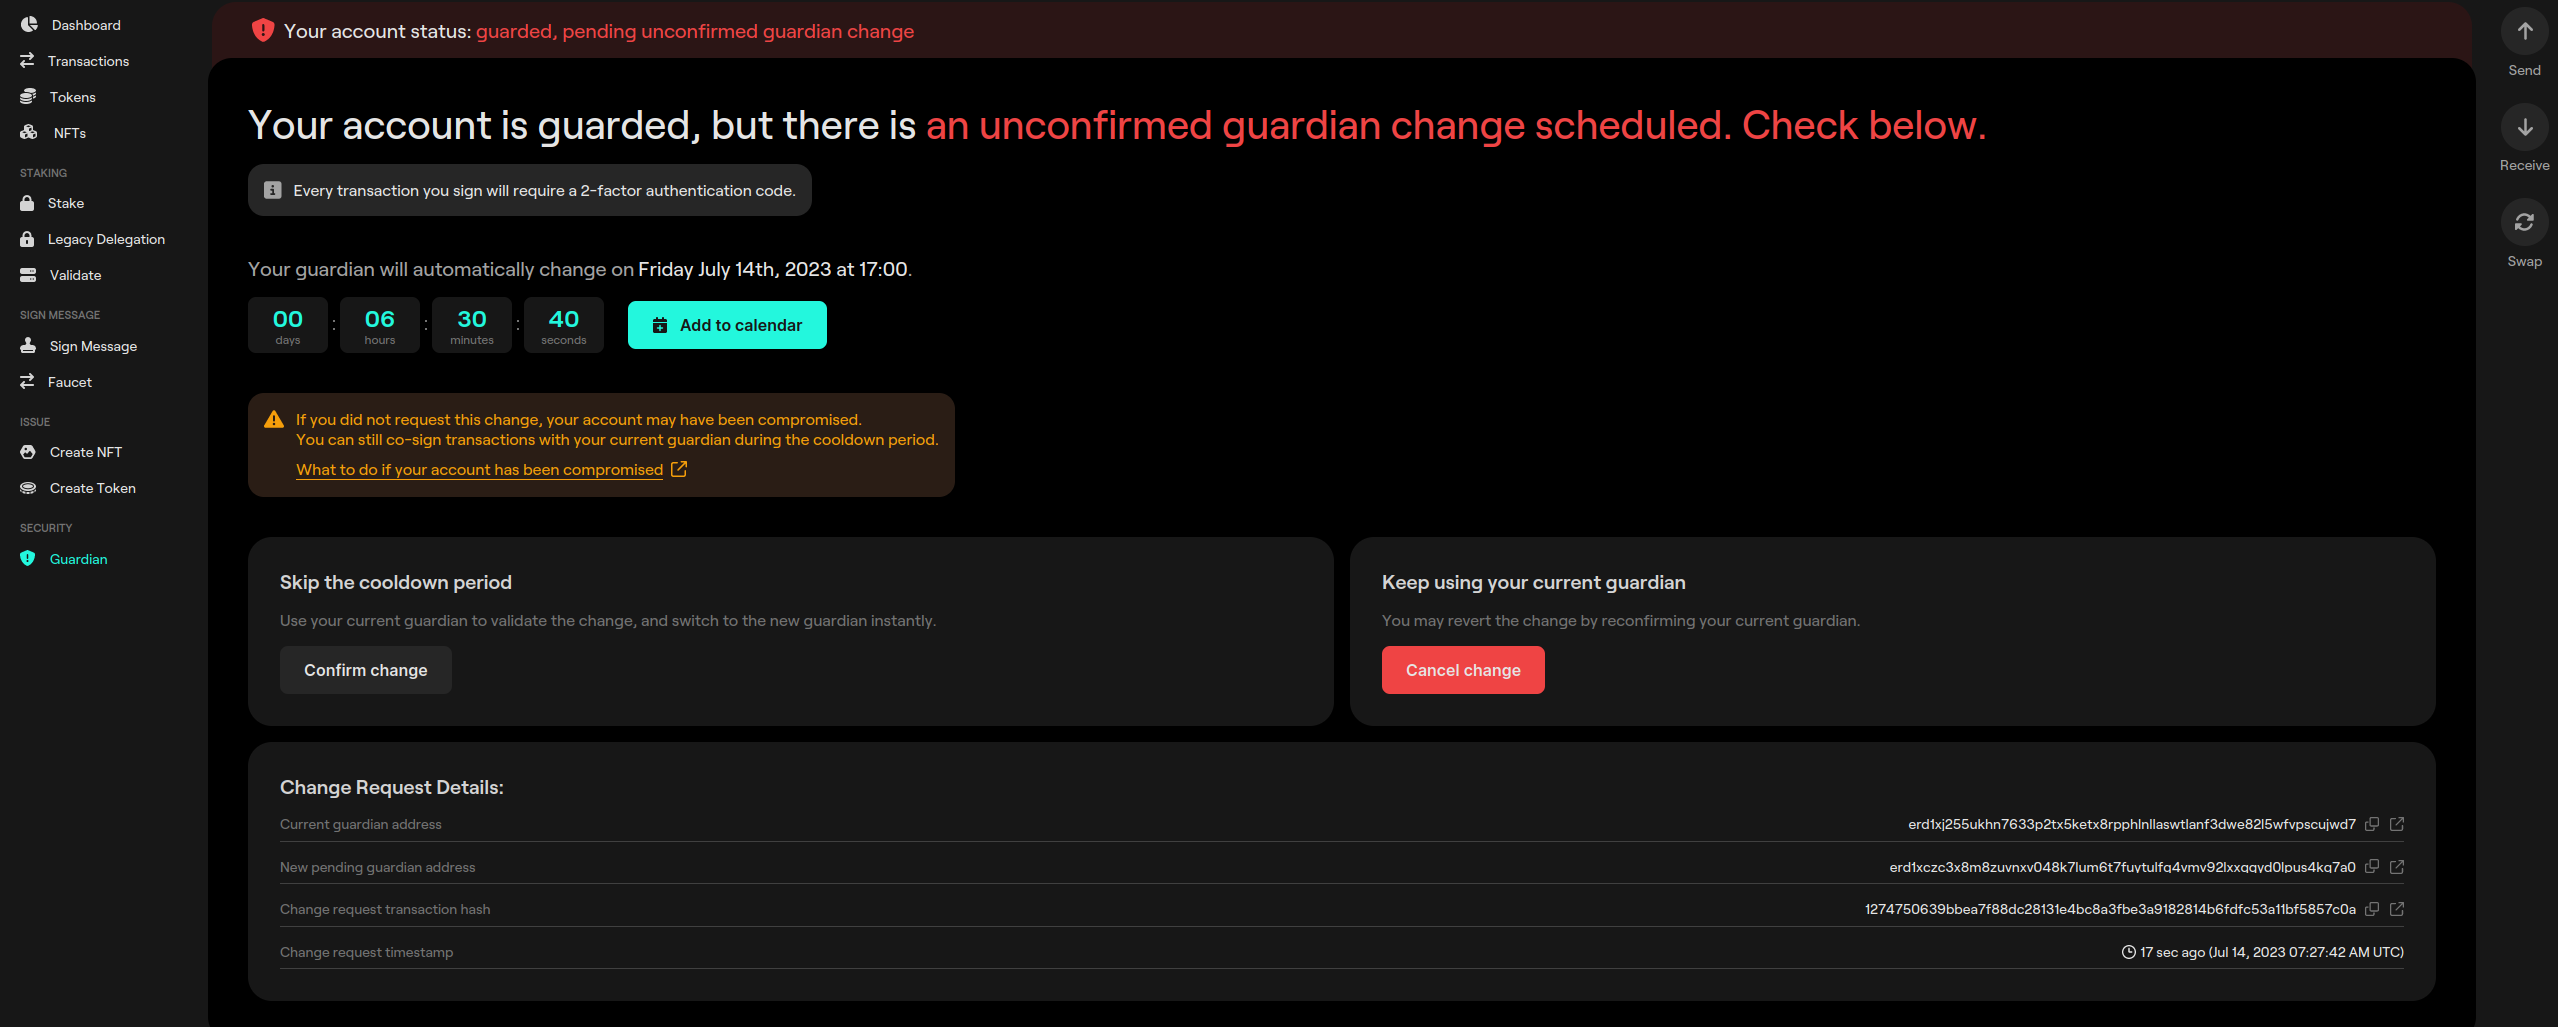 Dashboard
Transactions
Tokens
NFTs
STAKING
Stake
Legacy Delegation
Validate
SIGN MESSAGE
Sign Message
Faucet
ISSUE
Create NFT
Create Token
SECURITY
Guardian
Your account status: guarded, pending unconfirmed guardian change
Your account is guarded, but there is an unconfirmed guardian change scheduled. Check below.
Every transaction you sign will require a 2-factor authentication code.
Your guardian will automatically change on Friday July 14th, 2023 at 17:00.
00 : 06 : 30 : 40
days hours minutes seconds
Add to calendar
If you did not request this change, your account may have been compromised.
You can still co-sign transactions with your current guardian during the cooldown period.
What to do if your account has been compromised
Skip the cooldown period
Use your current guardian to validate the change, and switch to the new guardian instantly.
Confirm change
Keep using your current guardian
You may revert the change by reconfirming your current guardian.
Cancel change
Change Request Details:
Current guardian address erd1xj255ukhn7633p2tx5ketx8rpphlnllaswtlanf3dwe82l5wfvpscujwd7
New pending guardian address erd1xczc3x8m8zuvnxv048k7lum6t7fuytulfq4vmv92lxxqqyd0lpus4kq7a0
Change request transaction hash 1274750639bbea7f88dc28131e4bc8a3fbe3a9182814b6fdfc53a11bf5857c0a
Change request timestamp 17 sec ago (Jul 14, 2023 07:27:42 AM UTC)
Send
Receive
Swap